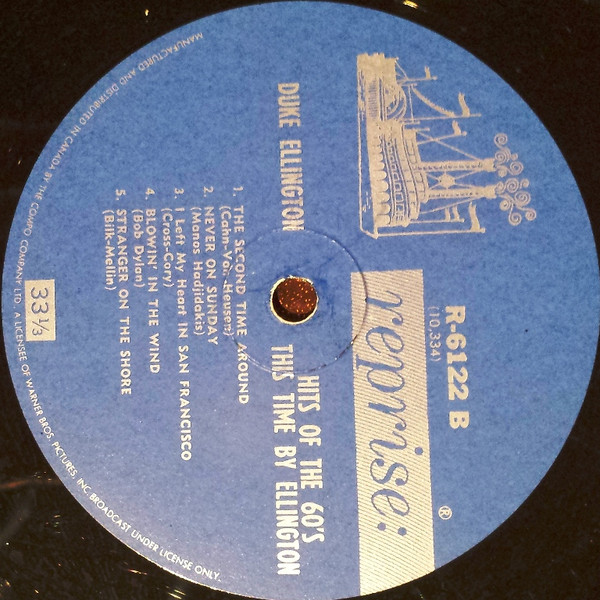 reprise:
®
R-6122 B
(10,334)
HITS OF THE 60'S
THIS TIME BY ELLINGTON
DUKE ELLINGTON
1. THE SECOND TIME AROUND
(Cahn-Van Heusen)
2. NEVER ON SUNDAY
(Manos Hadjidakis)
3. I Left My Heart IN SAN FRANCISCO
(Cross-Cory)
4. BLOWIN' IN THE WIND
(Bob Dylan)
5. STRANGER ON THE SHORE
(Bilk-Mellin)
33⅓
MANUFACTURED AND DISTRIBUTED IN CANADA BY THE COMPO COMPANY LTD. A LICENSEE OF WARNER BROS. PICTURES, INC. BROADCAST UNDER LICENSE ONLY.